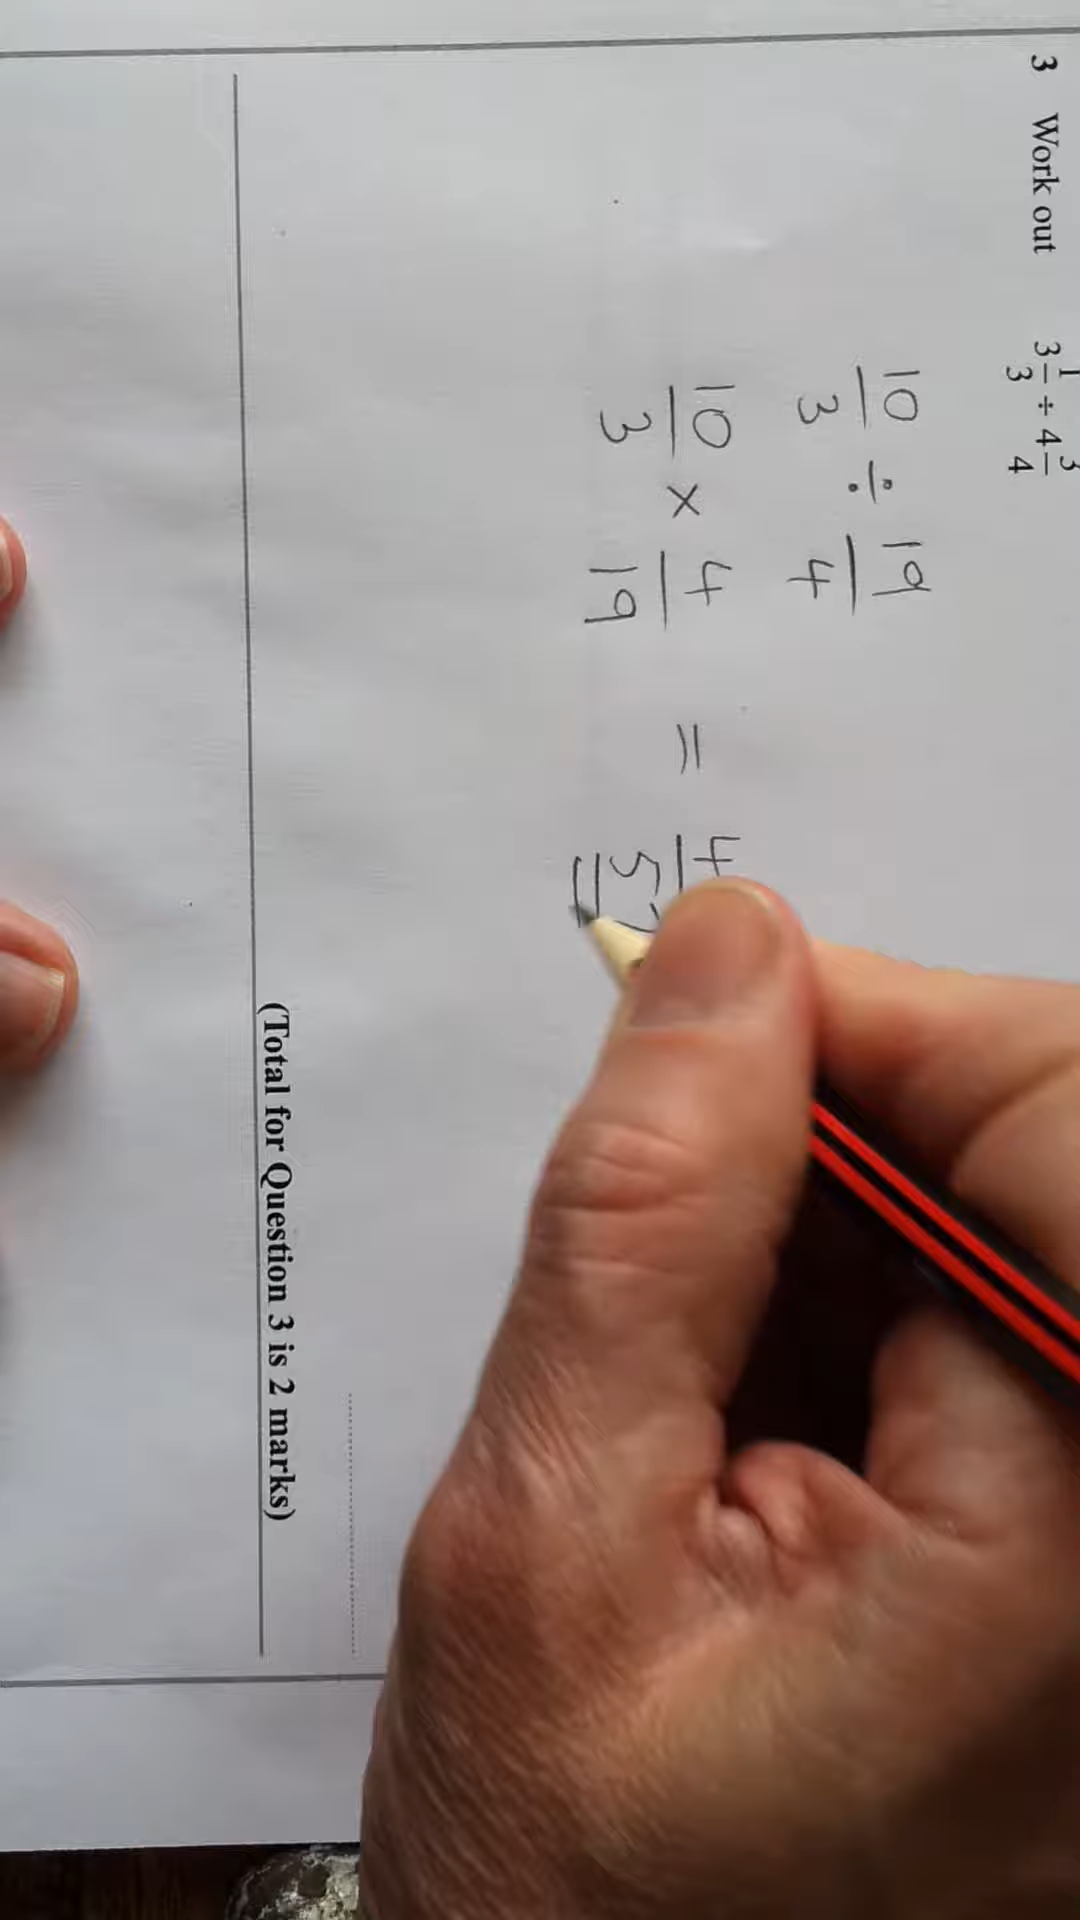 3 Work out 3 1/3 ÷ 4 3/4
10/3 ÷ 19/4
10/3 × 4/19 = 4 / 57
(Total for Question 3 is 2 marks)